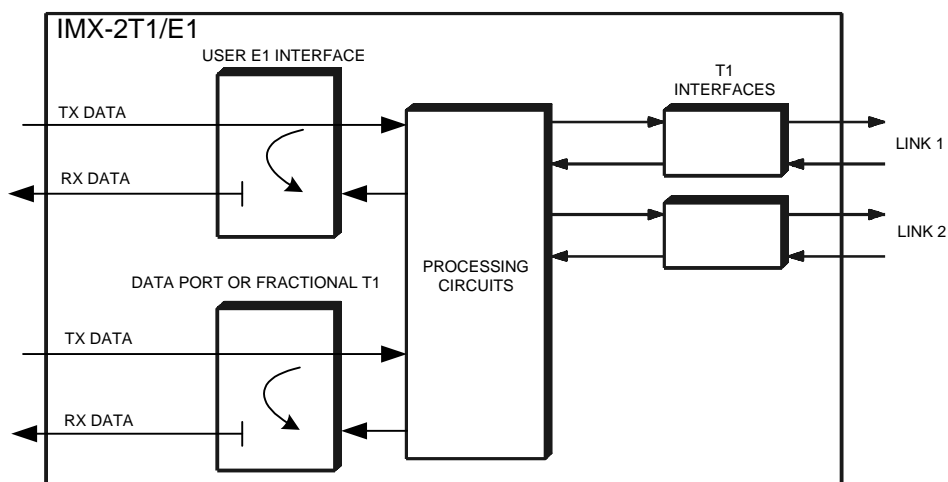 IMX-2T1/E1
USER E1 INTERFACE
T1
INTERFACES
TX DATA
LINK 1
RX DATA
LINK 2
PROCESSING
CIRCUITS
DATA PORT OR FRACTIONAL T1
TX DATA
RX DATA